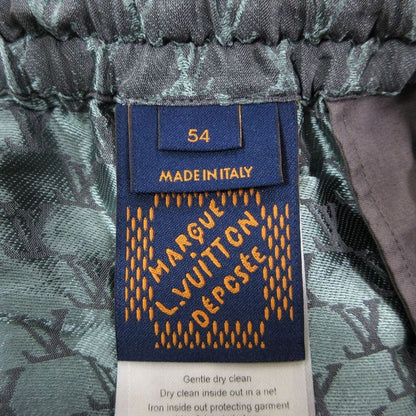 54
MADE IN ITALY
MARQUE
L.VUITTON
DÉPOSÉE
Gentle dry clean
Dry clean inside out in a net
Iron inside out protecting garment